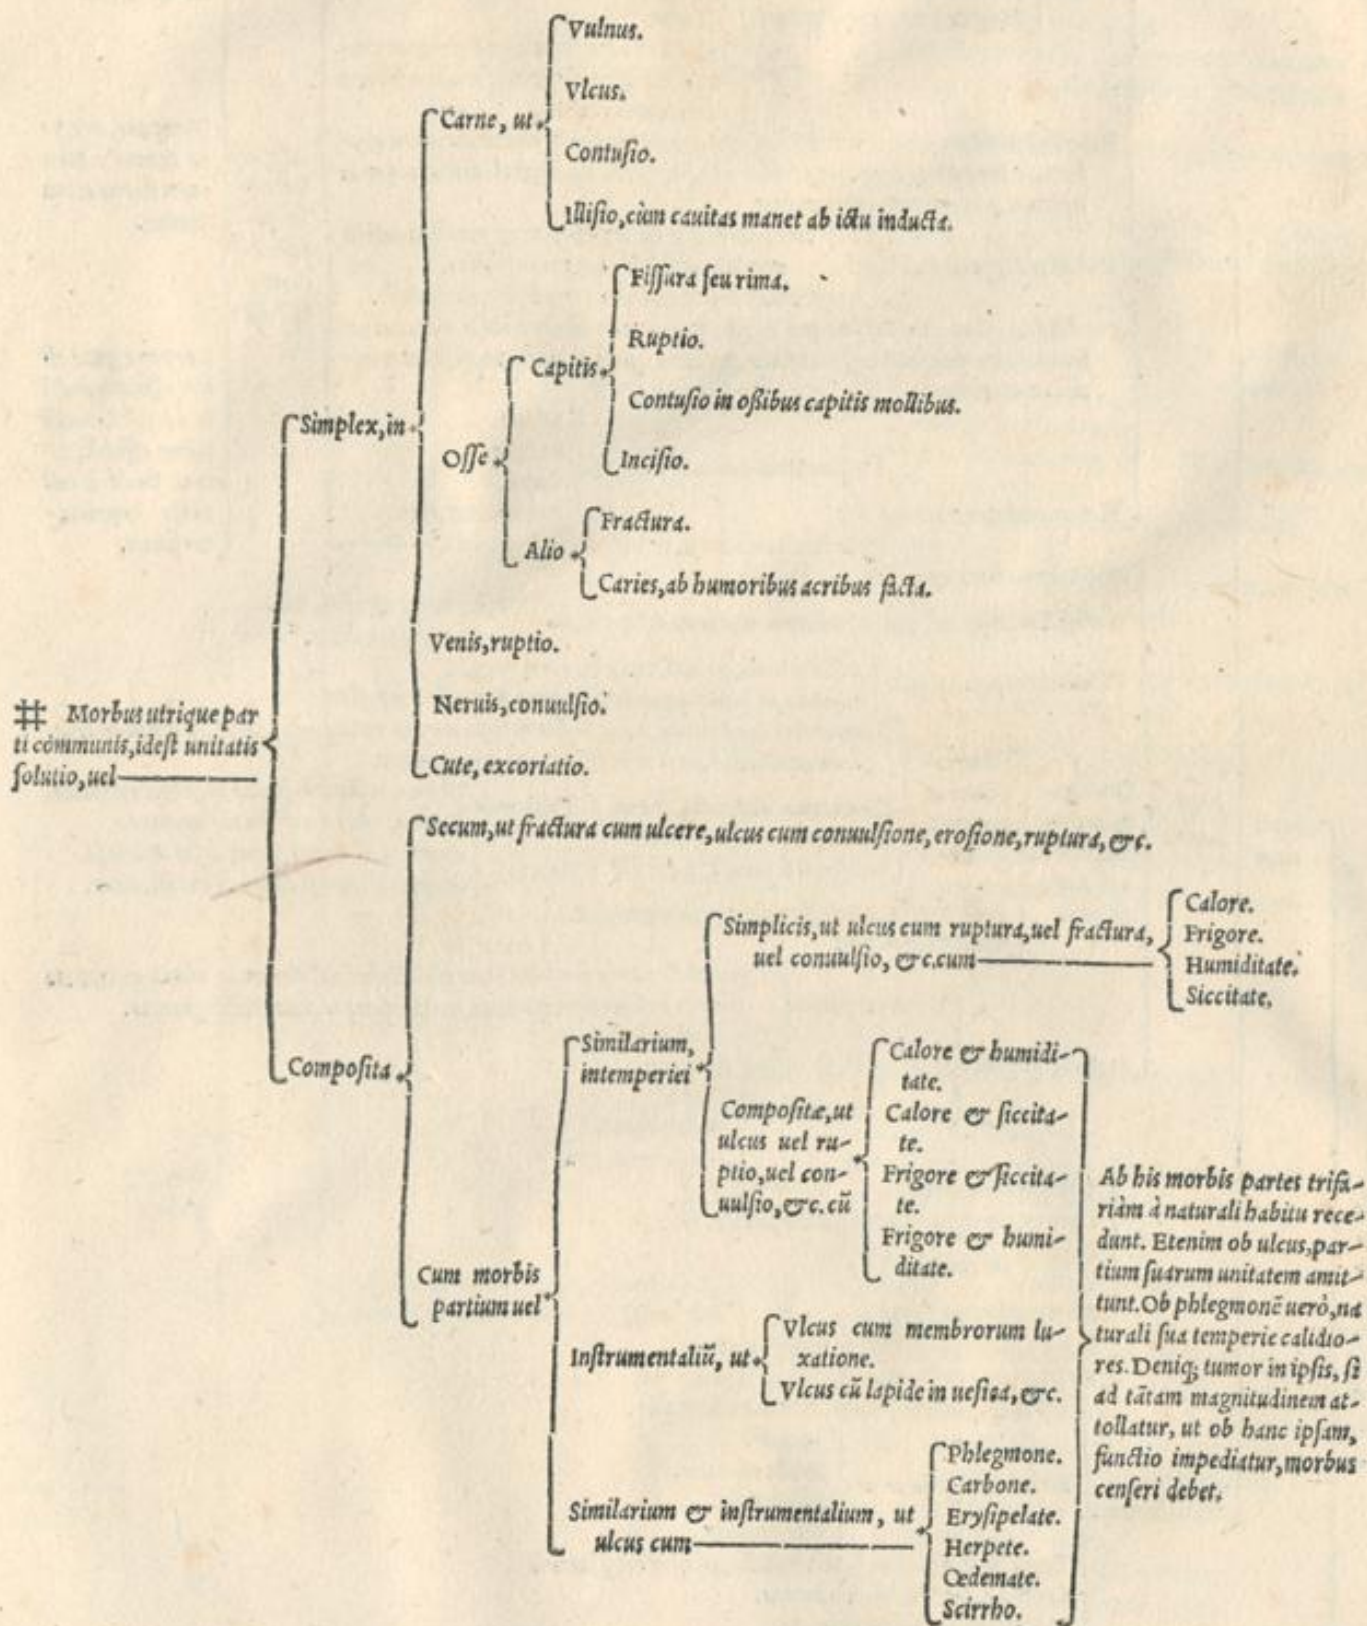 Vulnus.
Vlcus.
Carne, ut
Contuſio.
Illiſio, cùm cauitas manet ab ictu inducta.
Fiſſura ſeu rima.
Ruptio.
Capitis
Contuſio in oßibus capitis mollibus.
Simplex, in
Oſſe
Inciſio.
Fractura.
Alio
Caries, ab humoribus acribus facta.
Venis, ruptio.
Neruis, conuulſio.
Cute, excoriatio.
⌗ Morbus utrique par
ti communis, ideſt unitatis
ſolutio, uel
Secum, ut fractura cum ulcere, ulcus cum conuulſione, eroſione, ruptura, &c.
Simplicis, ut ulcus cum ruptura, uel fractura,
uel conuulſio, &c. cum
Calore.
Frigore.
Humiditate.
Siccitate.
Compoſita
Similarium,
intemperiei
Compoſitæ, ut
ulcus uel ru-
ptio, uel con-
uulſio, &c. cū
Calore & humidi-
tate.
Calore & ſiccita-
te.
Frigore & ſiccita-
te.
Frigore & humi-
ditate.
Cum morbis
partium uel
Inſtrumentaliū, ut
Vlcus cum membrorum lu-
xatione.
Vlcus cū lapide in ueſica, &c.
Similarium & inſtrumentalium, ut
ulcus cum
Phlegmone.
Carbone.
Eryſipelate.
Herpete.
Œdemate.
Scirrho.
Ab his morbis partes trifa-
riàm à naturali habitu rece-
dunt. Etenim ob ulcus, par-
tium ſuarum unitatem amit-
tunt. Ob phlegmonē uerò, na
turali ſua temperie calidio-
res. Deniq; tumor in ipſis, ſi
ad tātam magnitudinem at-
tollatur, ut ob hanc ipſam,
functio impediatur, morbus
cenſeri debet.